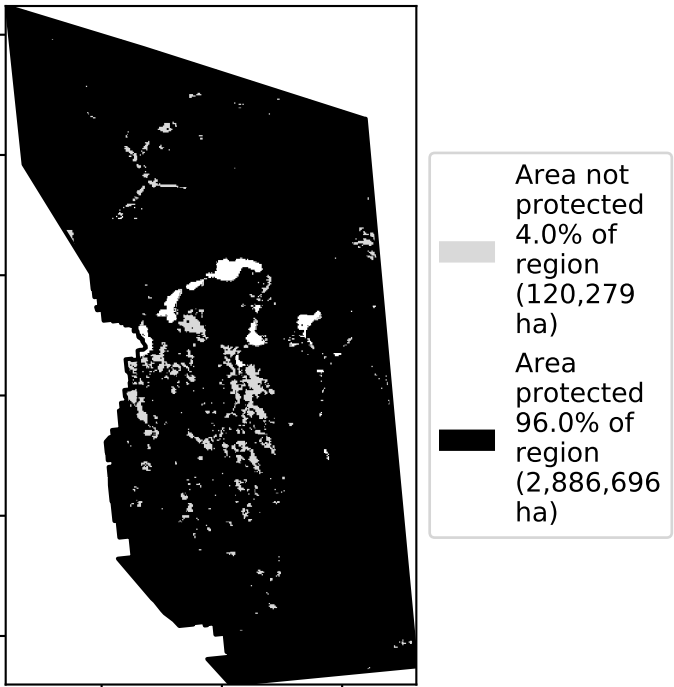 Area not
protected
4.0% of
region
(120,279
ha)
Area
protected
96.0% of
region
(2,886,696
ha)